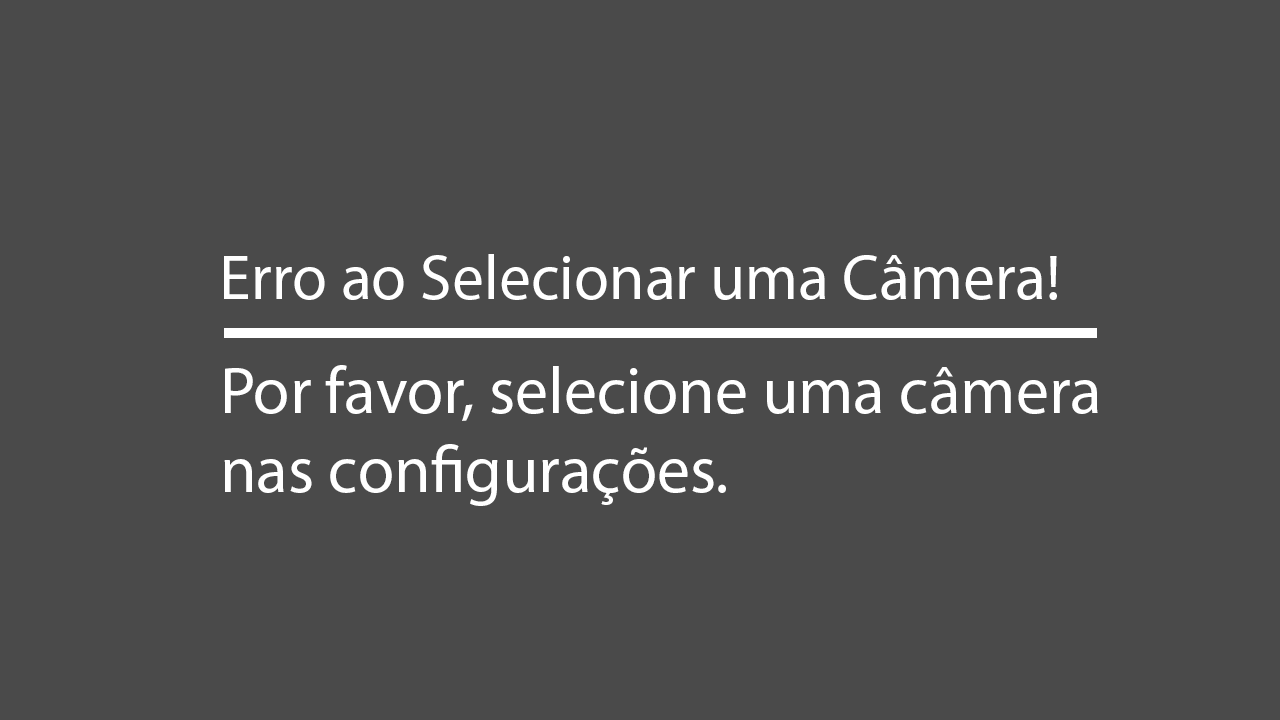 Erro ao Selecionar uma Câmera!
Por favor, selecione uma câmera
nas configurações.